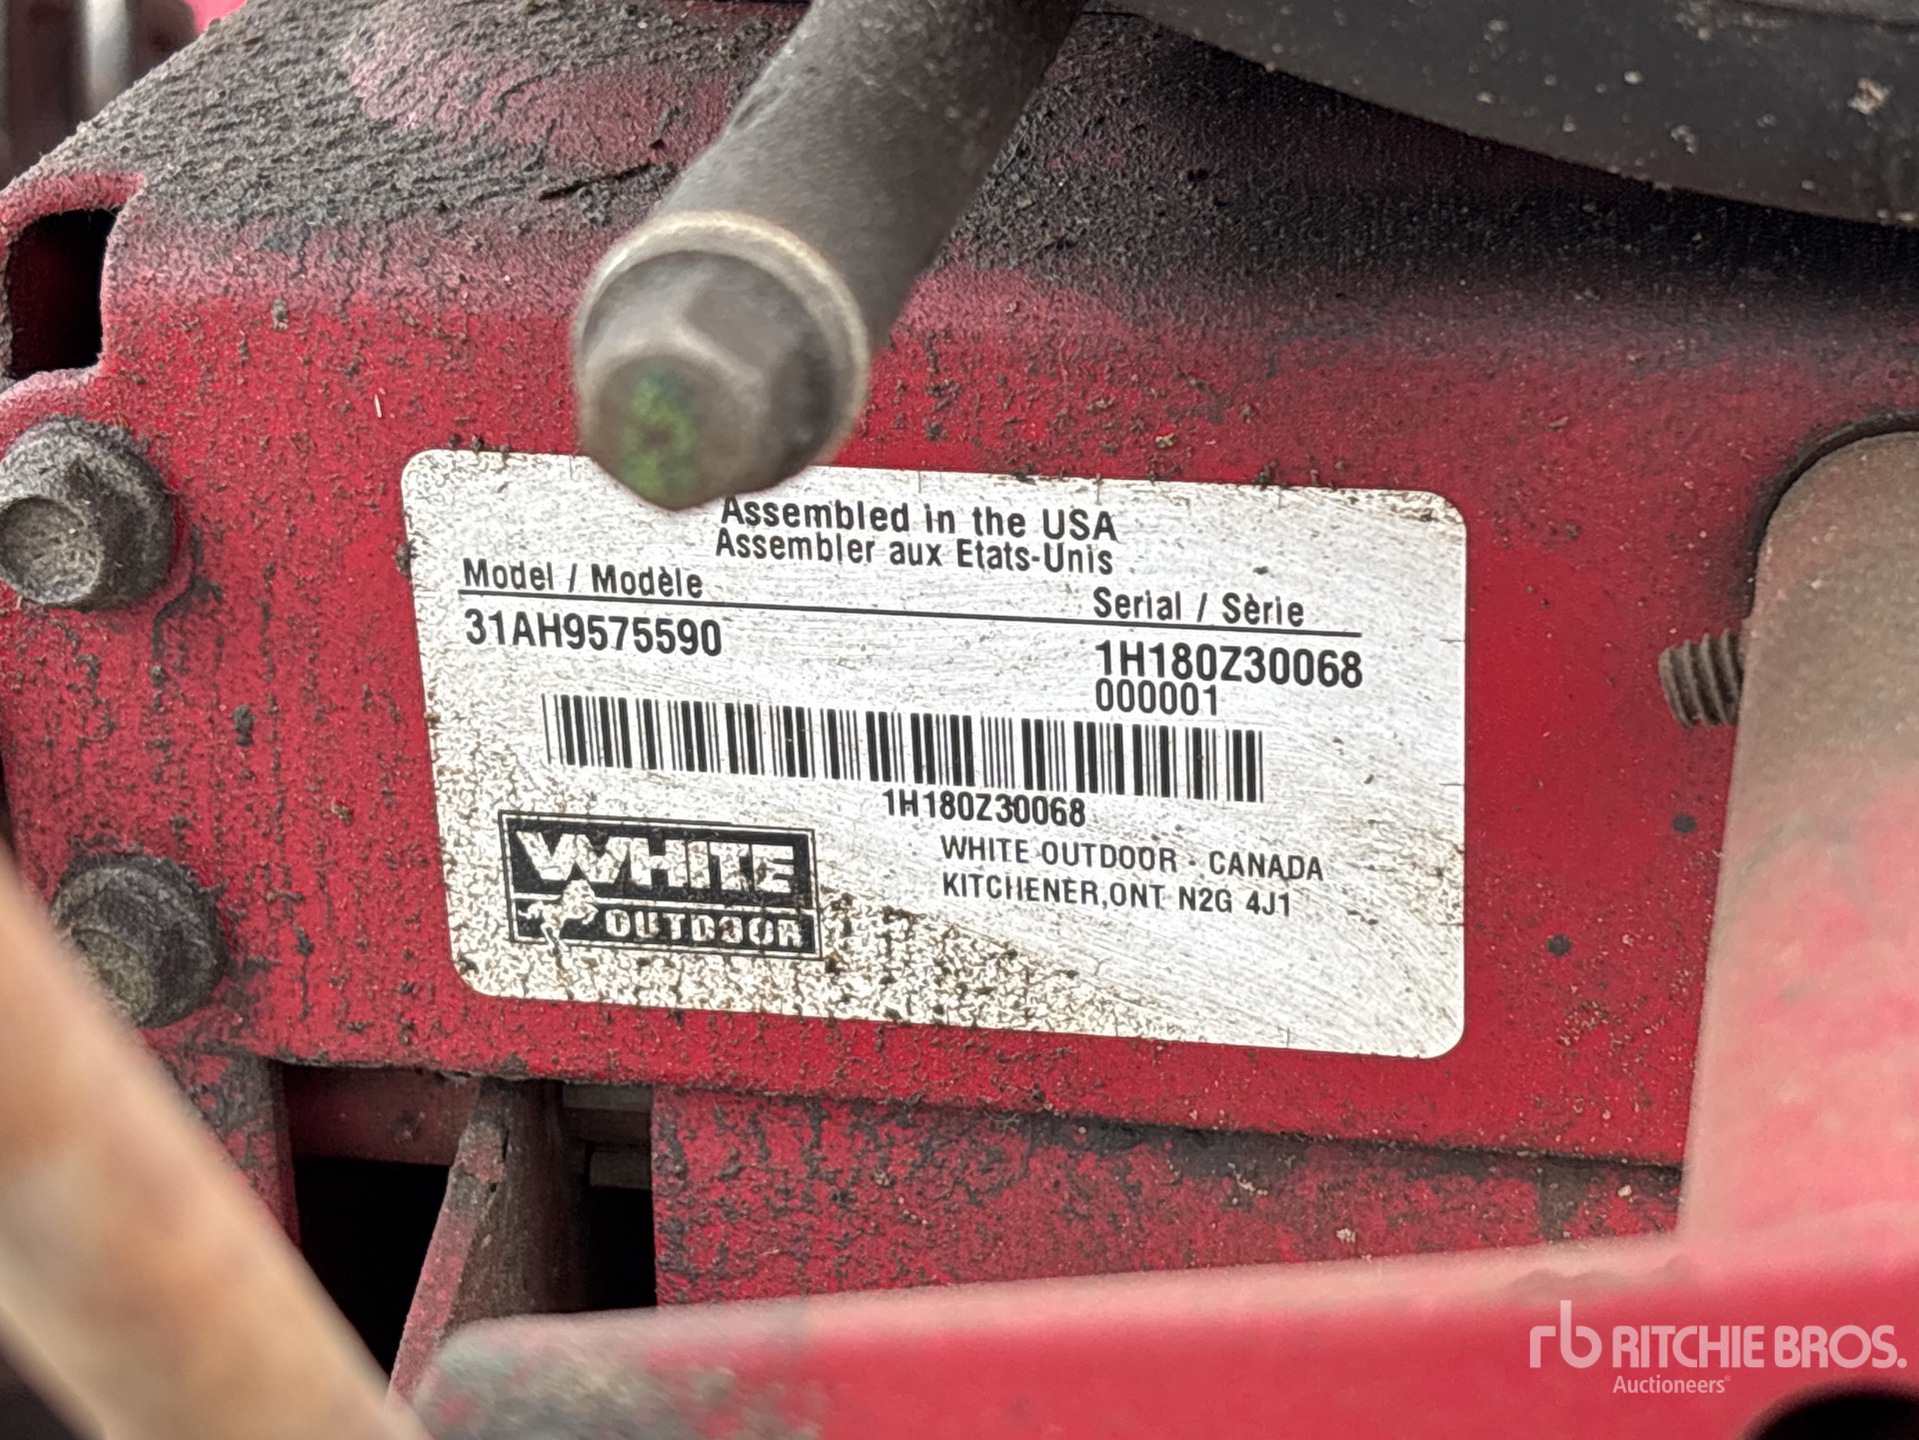 Assembled in the USA
Assembler aux Etats-Unis
Model / Modèle
Serial / Sèrie
31AH9575590
1H180Z30068
000001
1H180Z30068
WHITE OUTDOOR
WHITE OUTDOOR - CANADA
KITCHENER,ONT N2G 4J1
rb RITCHIE BROS.
Auctioneers